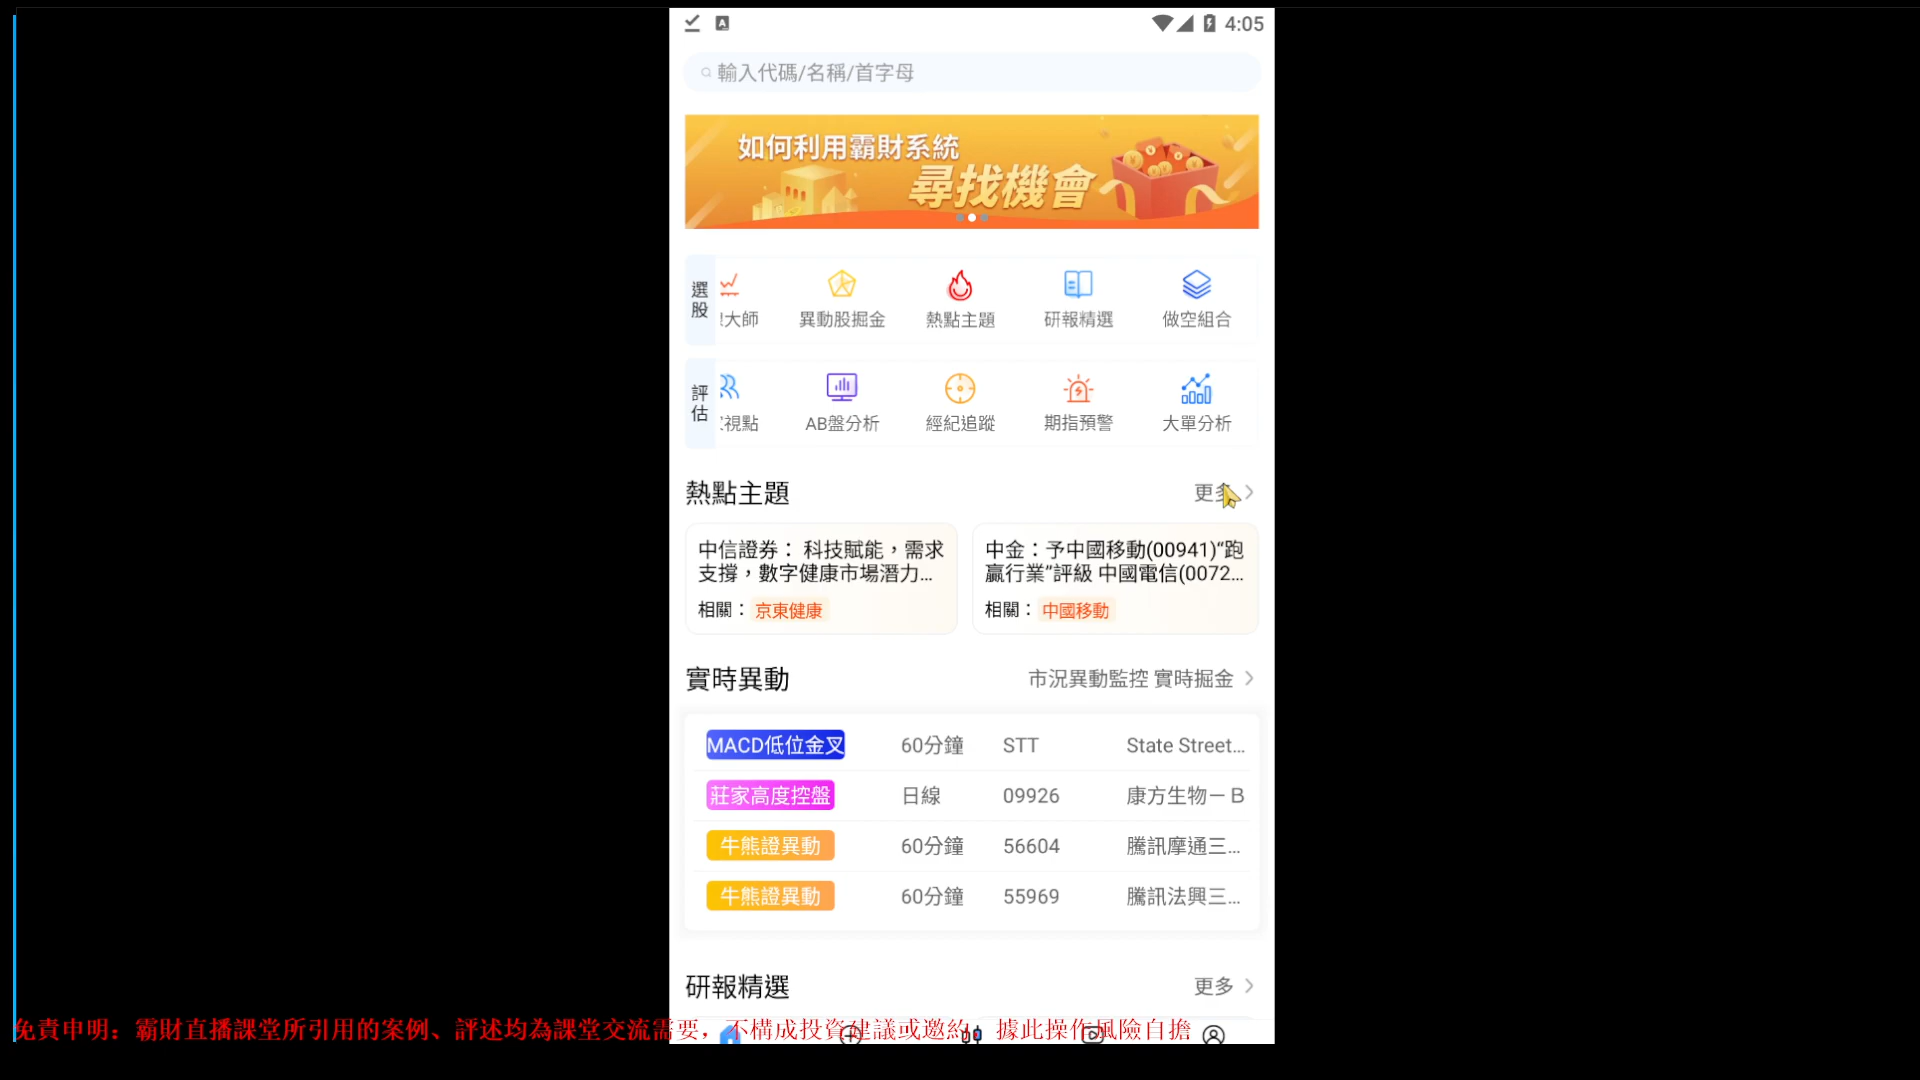 4:05
輸入代碼/名稱/首字母
如何利用霸財系統
尋找機會
選股
大師
異動股掘金
熱點主題
研報精選
做空組合
評估
視點
AB盤分析
經紀追蹤
期指預警
大單分析
熱點主題
更多
中信證券： 科技賦能，需求
支撐，數字健康市場潛力...
相關： 京東健康
中金：予中國移動(00941)“跑
贏行業”評級 中國電信(0072...
相關： 中國移動
實時異動
市況異動監控 實時掘金
MACD低位金叉 60分鐘 STT State Street...
莊家高度控盤 日線 09926 康方生物－Ｂ
牛熊證異動 60分鐘 56604 騰訊摩通三...
牛熊證異動 60分鐘 55969 騰訊法興三...
研報精選
更多
免責申明：霸財直播課堂所引用的案例、評述均為課堂交流需要，不構成投資建議或邀約。據此操作風險自擔